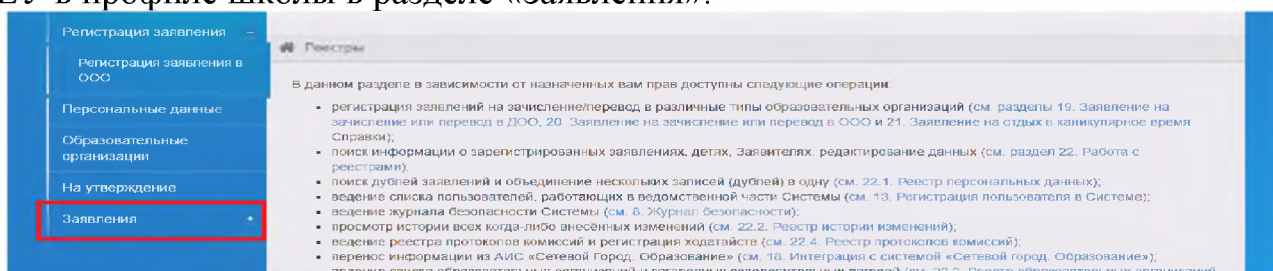 ЕУ в профиле школы в разделе «Заявления»:
Регистрация заявления −
Регистрация заявления в
ООО
Персональные данные
Образовательные
организации
На утверждение
Заявления +
Реестры
В данном разделе в зависимости от назначенных вам прав доступны следующие операции:
• регистрация заявлений на зачисление/перевод в различные типы образовательных организаций (см. разделы 19. Заявление на
зачисление или перевод в ДОО, 20. Заявление на зачисление или перевод в ООО и 21. Заявление на отдых в каникулярное время
Справки);
• поиск информации о зарегистрированных заявлениях, детях, Заявителях, редактирование данных (см. раздел 22. Работа с
реестрами);
• поиск дублей заявлений и объединение нескольких записей (дублей) в одну (см. 22.1. Реестр персональных данных);
• ведение списка пользователей, работающих в ведомственной части Системы (см. 13. Регистрация пользователя в Системе);
• ведение журнала безопасности Системы (см. 6. Журнал безопасности);
• просмотр истории всех когда-либо внесённых изменений (см. 22.2. Реестр истории изменений);
• ведение реестра протоколов комиссий и регистрация ходатайств (см. 22.4. Реестр протоколов комиссий);
• перенос информации из АИС «Сетевой Город. Образование» (см. 18. Интеграция с системой «Сетевой город. Образование»);